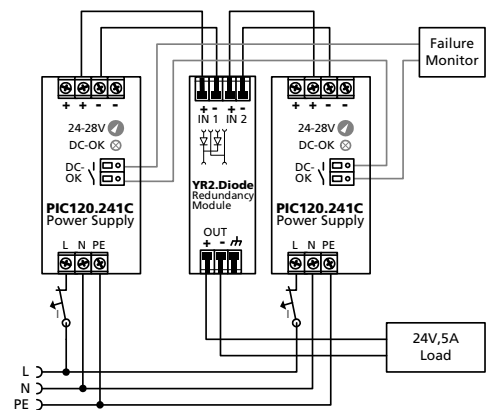 Failure
Monitor
+ + - -
24-28V
DC-OK
DC-
OK
PIC120.241C
Power Supply
L N PE
+ - + -
IN 1 IN 2
YR2.Diode
Redundancy
Module
OUT
+ -
+ + - -
24-28V
DC-OK
DC-
OK
PIC120.241C
Power Supply
L N PE
I
I
24V,5A
Load
L
N
PE